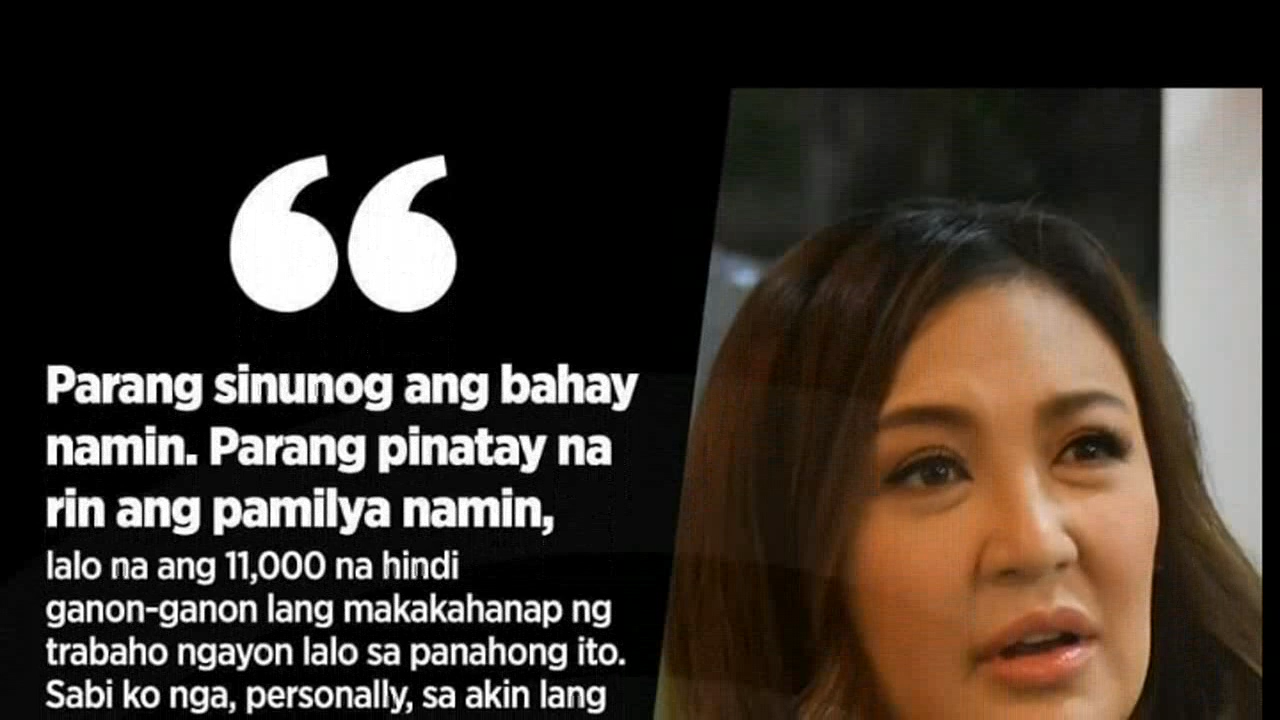 “
Parang sinunog ang bahay
namin. Parang pinatay na
rin ang pamilya namin,
lalo na ang 11,000 na hindi
ganon-ganon lang makakahanap ng
trabaho ngayon lalo sa panahong ito.
Sabi ko nga, personally, sa akin lang